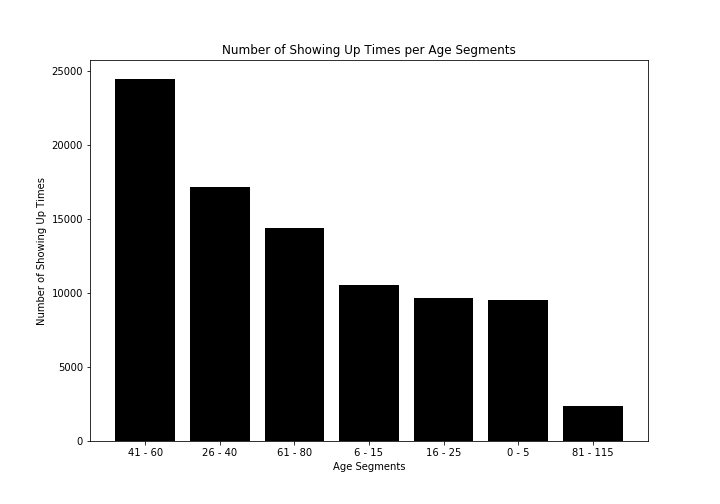 Number of Showing Up Times per Age Segments
25000
20000
15000
10000
5000
0
Number of Showing Up Times
41 - 60 26 - 40 61 - 80 6 - 15 16 - 25 0 - 5 81 - 115
Age Segments